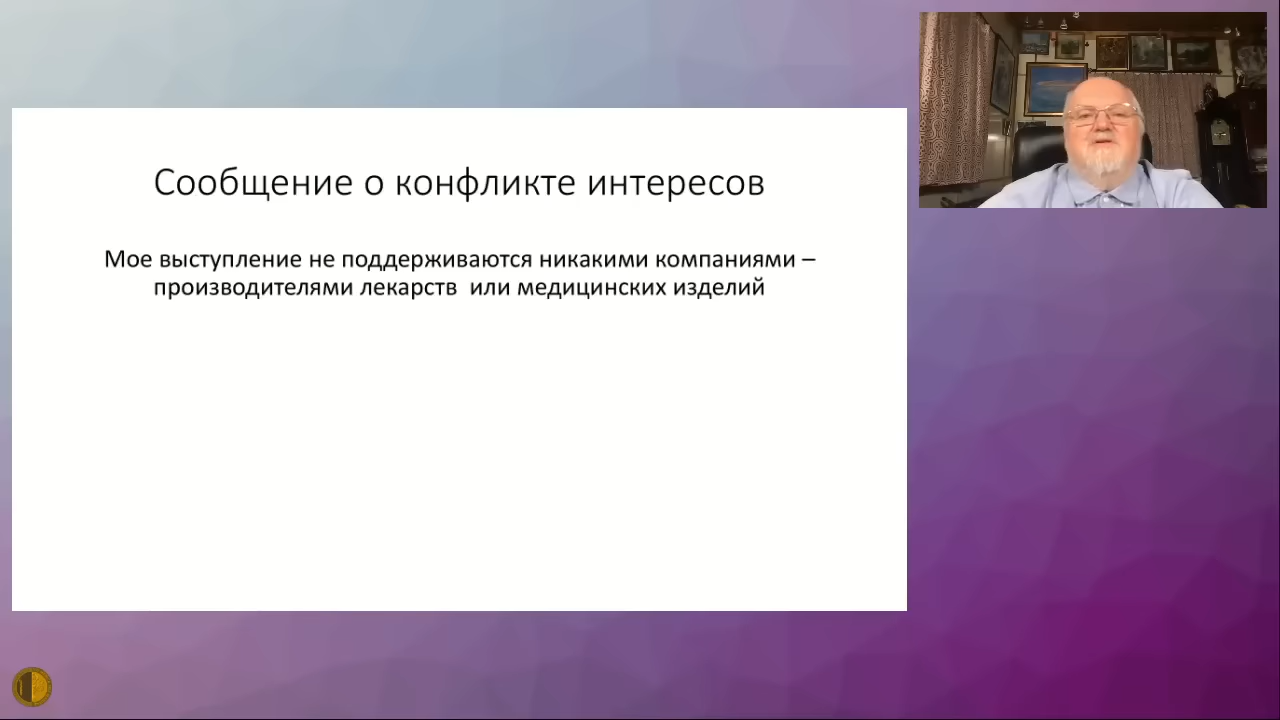 Сообщение о конфликте интересов
Мое выступление не поддерживаются никакими компаниями –
производителями лекарств  или медицинских изделий